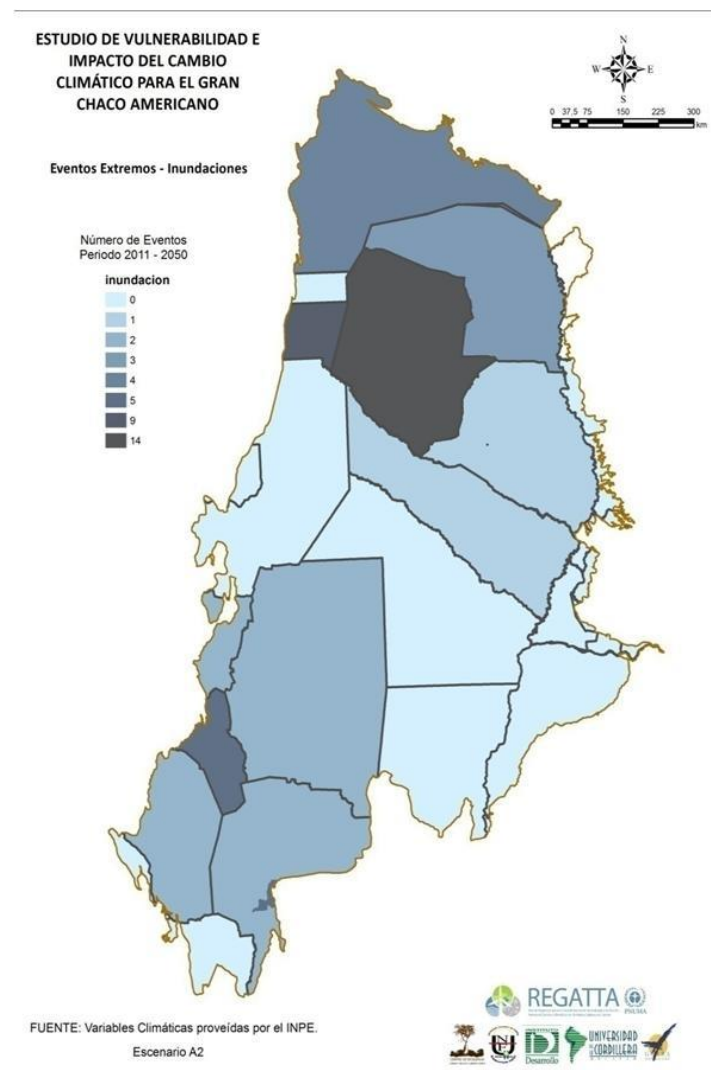 ESTUDIO DE VULNERABILIDAD E
IMPACTO DEL CAMBIO
CLIMÁTICO PARA EL GRAN
CHACO AMERICANO
N
W E
S
0 37,5 75 150 225 300
km
Eventos Extremos - Inundaciones
Número de Eventos
Periodo 2011 - 2050
inundacion
0
1
2
3
4
5
9
14
REGATTA
PNUMA
FUENTE: Variables Climáticas proveídas por el INPE.
Escenario A2
Desarrollo
UNIVERSIDAD
CORDILLERA